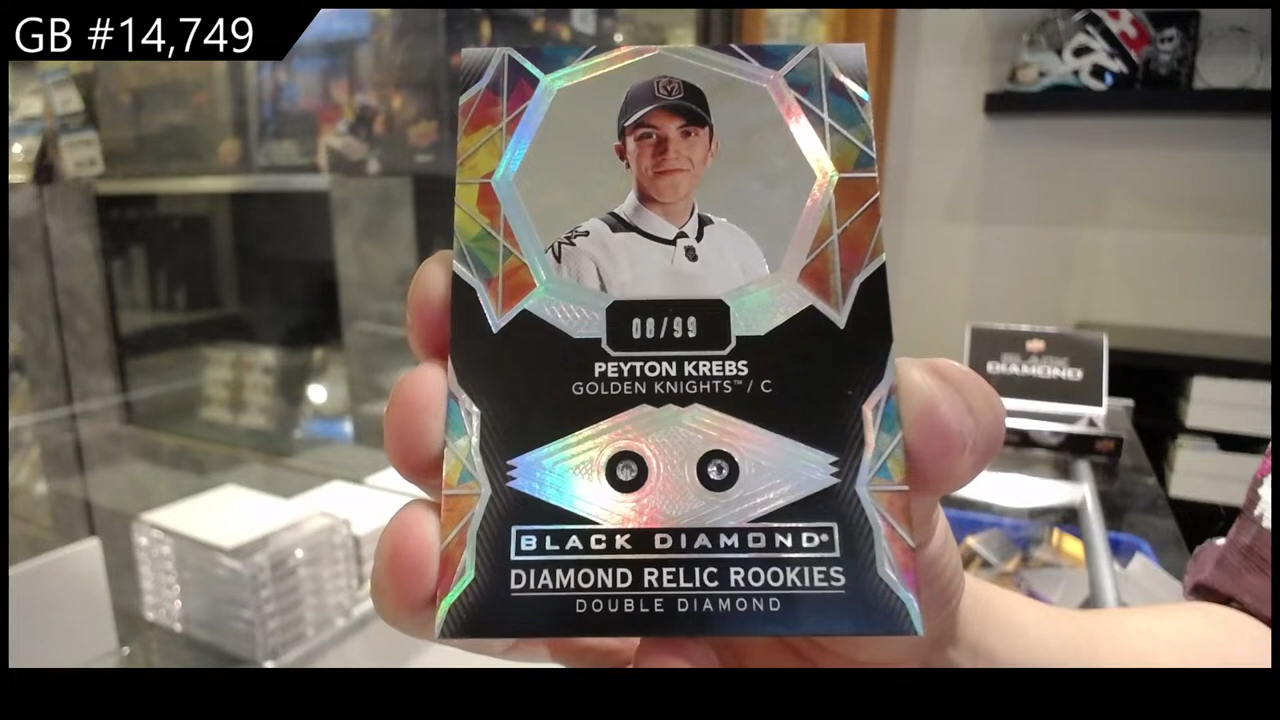 GB #14,749
08/99
PEYTON KREBS
GOLDEN KNIGHTS™ / C
BLACK DIAMOND®
DIAMOND RELIC ROOKIES
DOUBLE DIAMOND
BLACK
DIAMOND